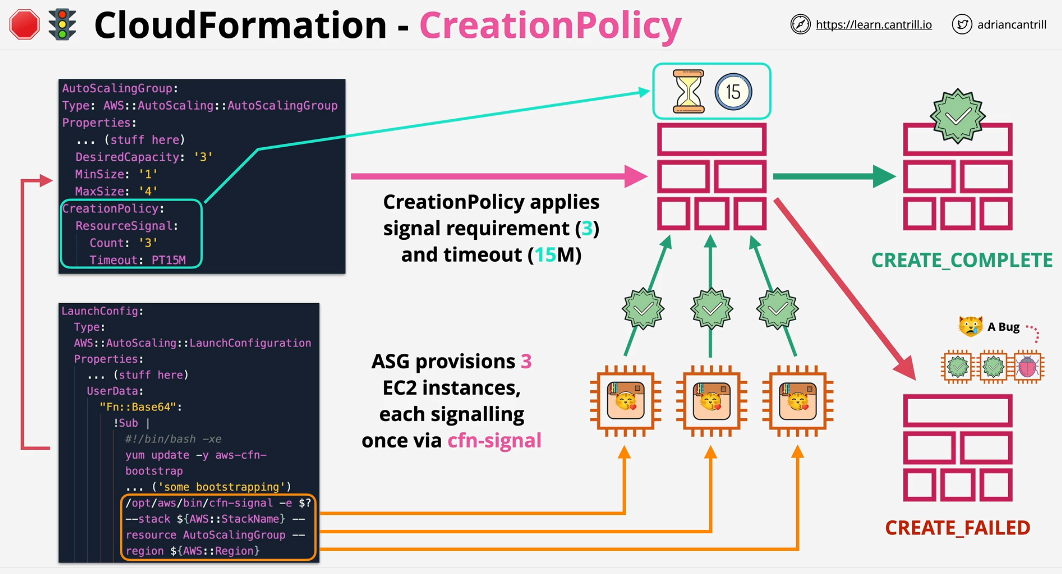 CloudFormation - CreationPolicy
https://learn.cantrill.io
adriancantrill
AutoScalingGroup:
Type: AWS::AutoScaling::AutoScalingGroup
Properties:
... (stuff here)
DesiredCapacity: '3'
MinSize: '1'
MaxSize: '4'
CreationPolicy:
ResourceSignal:
Count: '3'
Timeout: PT15M
15
CreationPolicy applies
signal requirement (3)
and timeout (15M)
CREATE_COMPLETE
LaunchConfig:
Type:
AWS::AutoScaling::LaunchConfiguration
Properties:
... (stuff here)
UserData:
"Fn::Base64":
!Sub |
#!/bin/bash -xe
yum update -y aws-cfn-
bootstrap
... ('some bootstrapping')
/opt/aws/bin/cfn-signal -e $?
--stack ${AWS::StackName} --
resource AutoScalingGroup --
region ${AWS::Region}
ASG provisions 3
EC2 instances,
each signalling
once via cfn-signal
A Bug
CREATE_FAILED